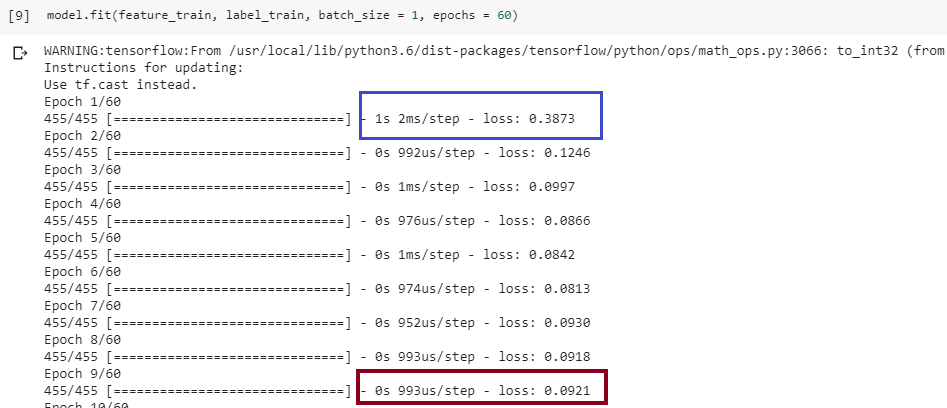 [9] model.fit(feature_train, label_train, batch_size = 1, epochs = 60)
WARNING:tensorflow:From /usr/local/lib/python3.6/dist-packages/tensorflow/python/ops/math_ops.py:3066: to_int32 (from
Instructions for updating:
Use tf.cast instead.
Epoch 1/60
455/455 [==============================] - 1s 2ms/step - loss: 0.3873
Epoch 2/60
455/455 [==============================] - 0s 992us/step - loss: 0.1246
Epoch 3/60
455/455 [==============================] - 0s 1ms/step - loss: 0.0997
Epoch 4/60
455/455 [==============================] - 0s 976us/step - loss: 0.0866
Epoch 5/60
455/455 [==============================] - 0s 1ms/step - loss: 0.0842
Epoch 6/60
455/455 [==============================] - 0s 974us/step - loss: 0.0813
Epoch 7/60
455/455 [==============================] - 0s 952us/step - loss: 0.0930
Epoch 8/60
455/455 [==============================] - 0s 993us/step - loss: 0.0918
Epoch 9/60
455/455 [==============================] - 0s 993us/step - loss: 0.0921
Epoch 10/60